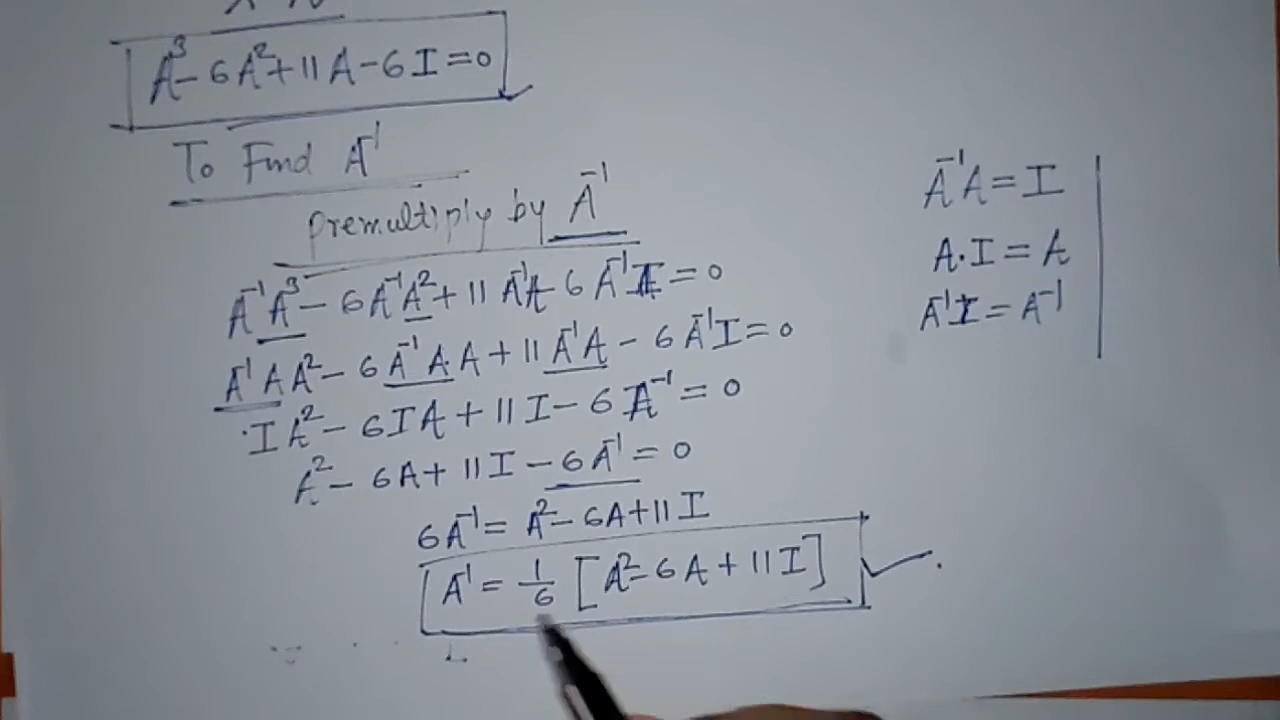 A³-6A²+11A-6I=0
To Find A⁻¹
premultiply by A⁻¹
A⁻¹A³-6A⁻¹A²+11A⁻¹A-6A⁻¹I=0
A⁻¹AA²-6A⁻¹A.A+11A⁻¹A-6A⁻¹I=0
.IA²-6IA+11I-6A⁻¹=0
A²-6A+11I-6A⁻¹=0
6A⁻¹=A²-6A+11I
A⁻¹=1/6[A²-6A+11I]
A⁻¹A=I
A.I=A
A⁻¹I=A⁻¹